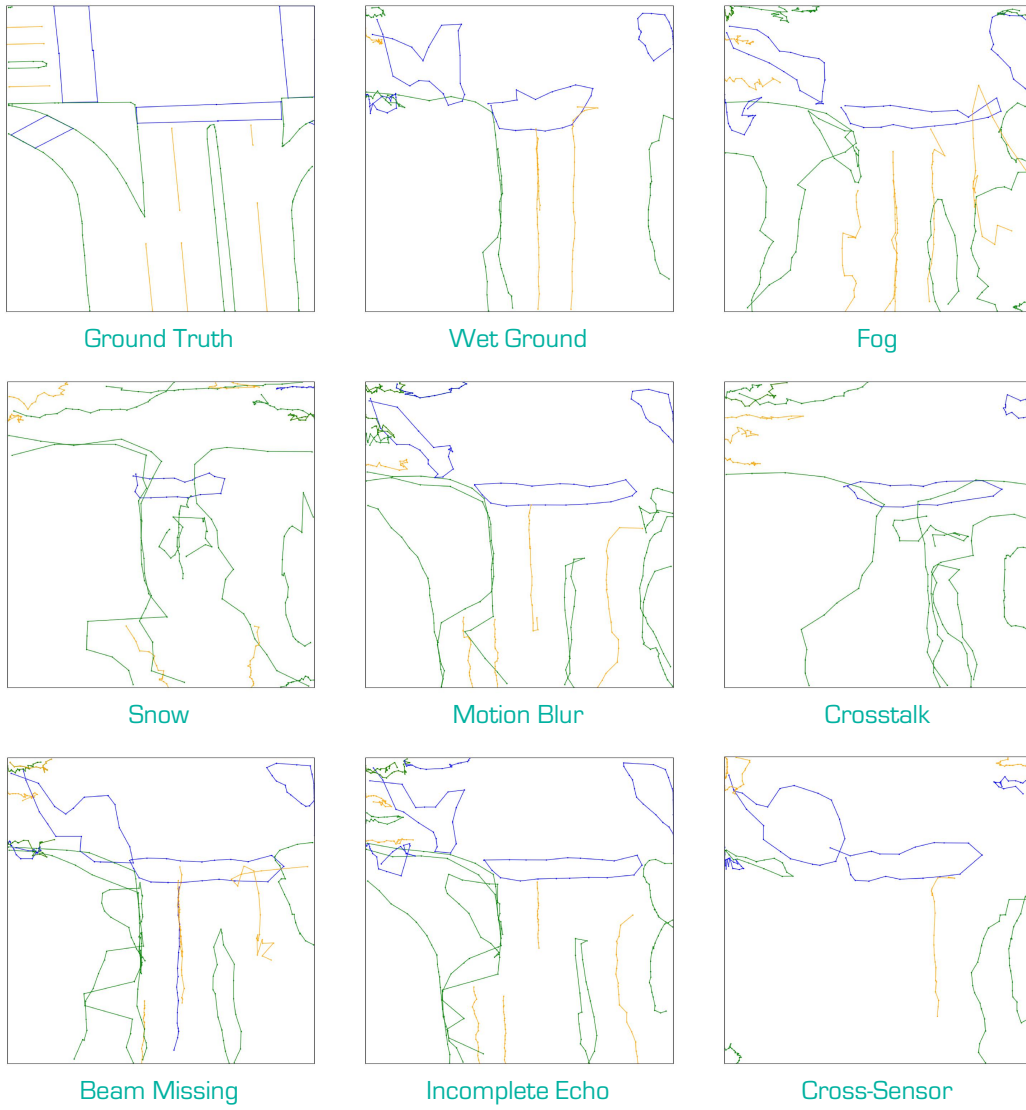 Ground Truth
Wet Ground
Fog
Snow
Motion Blur
Crosstalk
Beam Missing
Incomplete Echo
Cross-Sensor